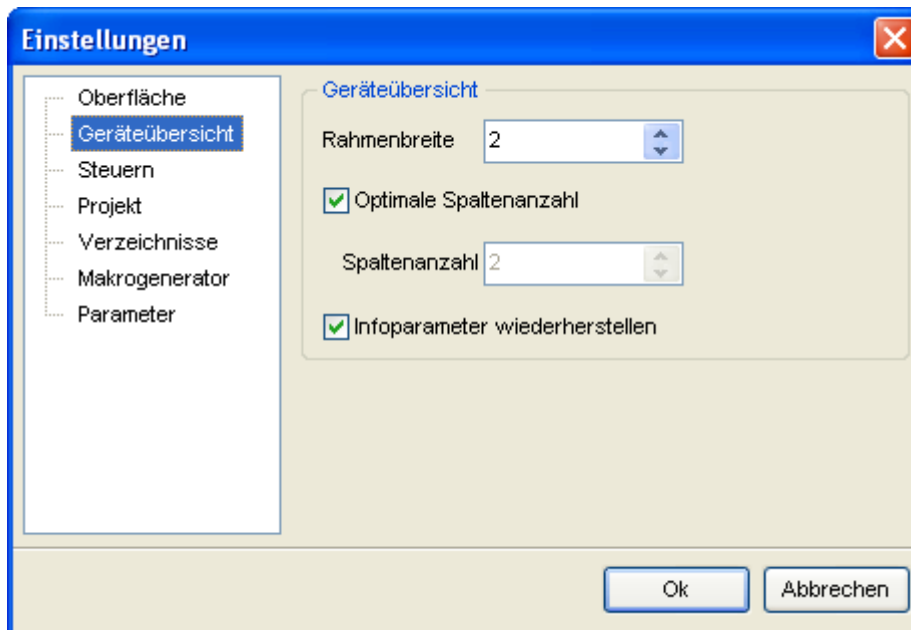 Einstellungen
Oberfläche
Geräteübersicht
Steuern
Projekt
Verzeichnisse
Makrogenerator
Parameter
Geräteübersicht
Rahmenbreite 2
Optimale Spaltenanzahl
Spaltenanzahl 2
Infoparameter wiederherstellen
Ok Abbrechen